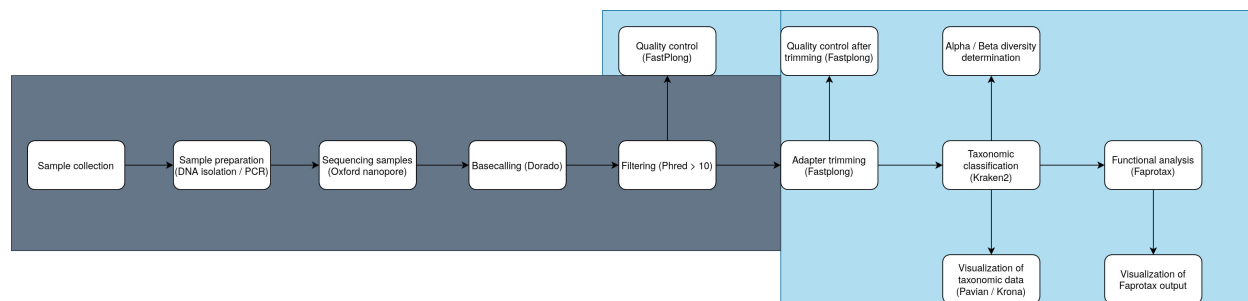 Quality control
(FastPlong)
Quality control after
trimming (Fastplong)
Alpha / Beta diversity
determination
Sample collection
Sample preparation
(DNA isolation / PCR)
Sequencing samples
(Oxford nanopore)
Basecalling (Dorado)
Filtering (Phred > 10)
Adapter trimming
(Fastplong)
Taxonomic
classification
(Kraken2)
Functional analysis
(Faprotax)
Visualization of
taxonomic data
(Pavian / Krona)
Visualization of
Faprotax output